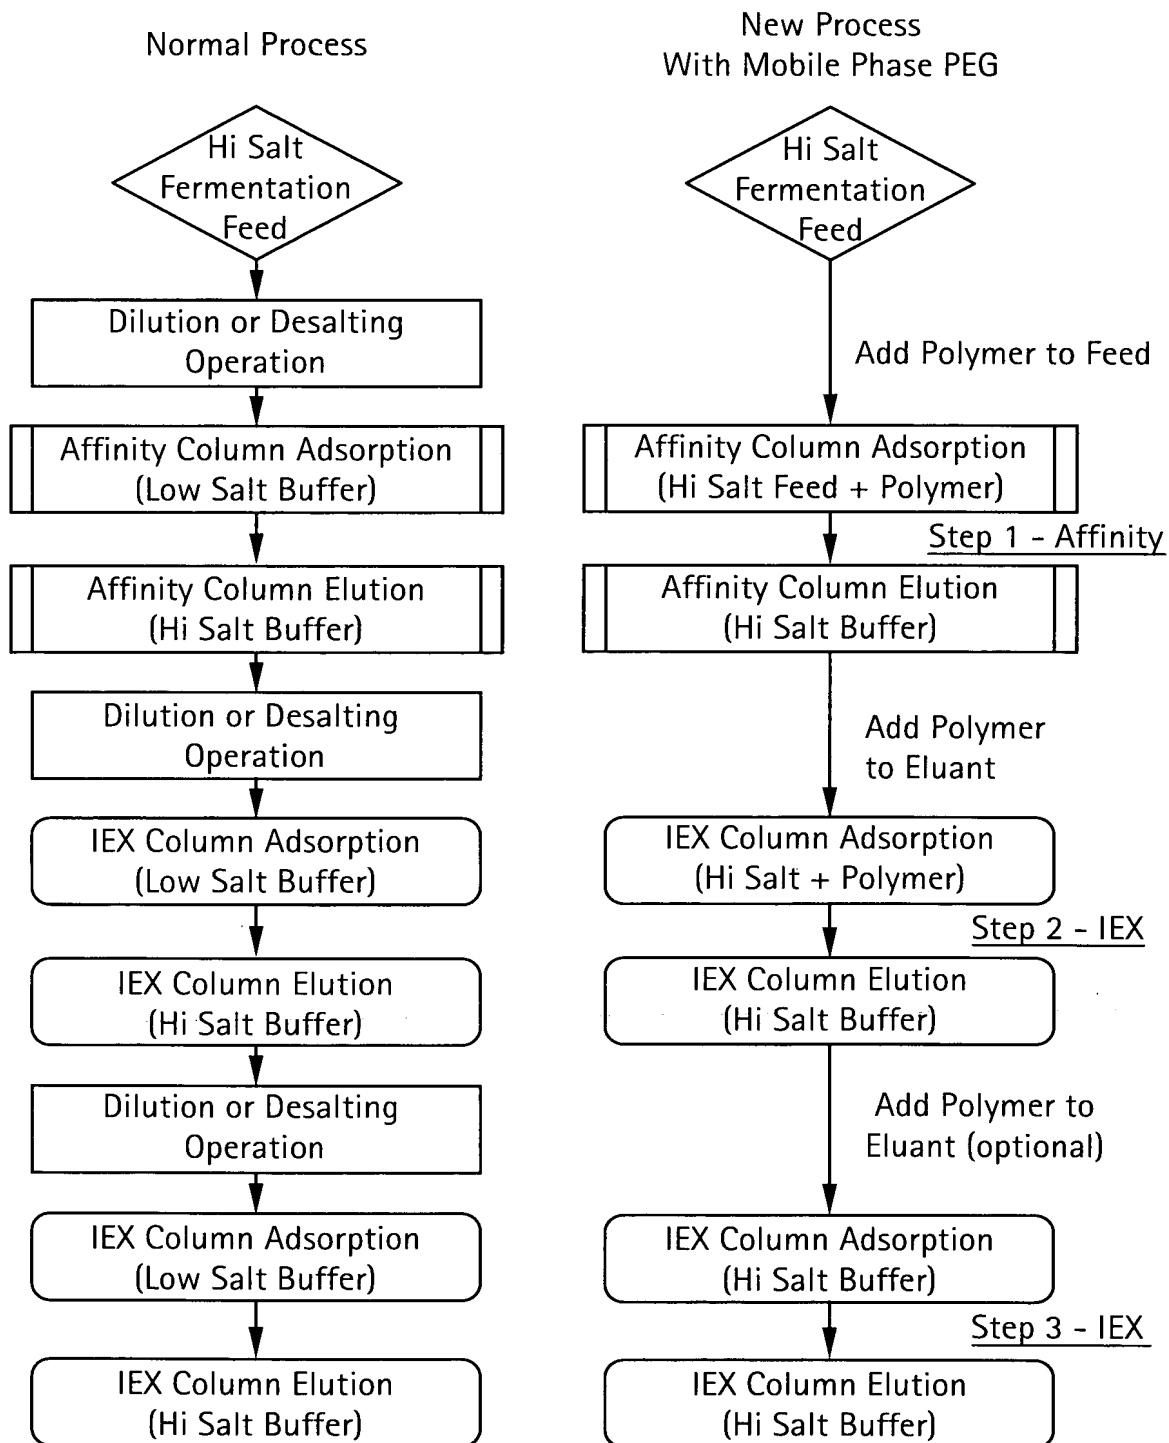 Normal Process
Hi Salt
Fermentation
Feed
Dilution or Desalting
Operation
Affinity Column Adsorption
(Low Salt Buffer)
Affinity Column Elution
(Hi Salt Buffer)
Dilution or Desalting
Operation
IEX Column Adsorption
(Low Salt Buffer)
IEX Column Elution
(Hi Salt Buffer)
Dilution or Desalting
Operation
IEX Column Adsorption
(Low Salt Buffer)
IEX Column Elution
(Hi Salt Buffer)
New Process
With Mobile Phase PEG
Hi Salt
Fermentation
Feed
Add Polymer to Feed
Affinity Column Adsorption
(Hi Salt Feed + Polymer)
Step 1 - Affinity
Affinity Column Elution
(Hi Salt Buffer)
Add Polymer
to Eluant
IEX Column Adsorption
(Hi Salt + Polymer)
Step 2 - IEX
IEX Column Elution
(Hi Salt Buffer)
Add Polymer to
Eluant (optional)
IEX Column Adsorption
(Hi Salt Buffer)
Step 3 - IEX
IEX Column Elution
(Hi Salt Buffer)